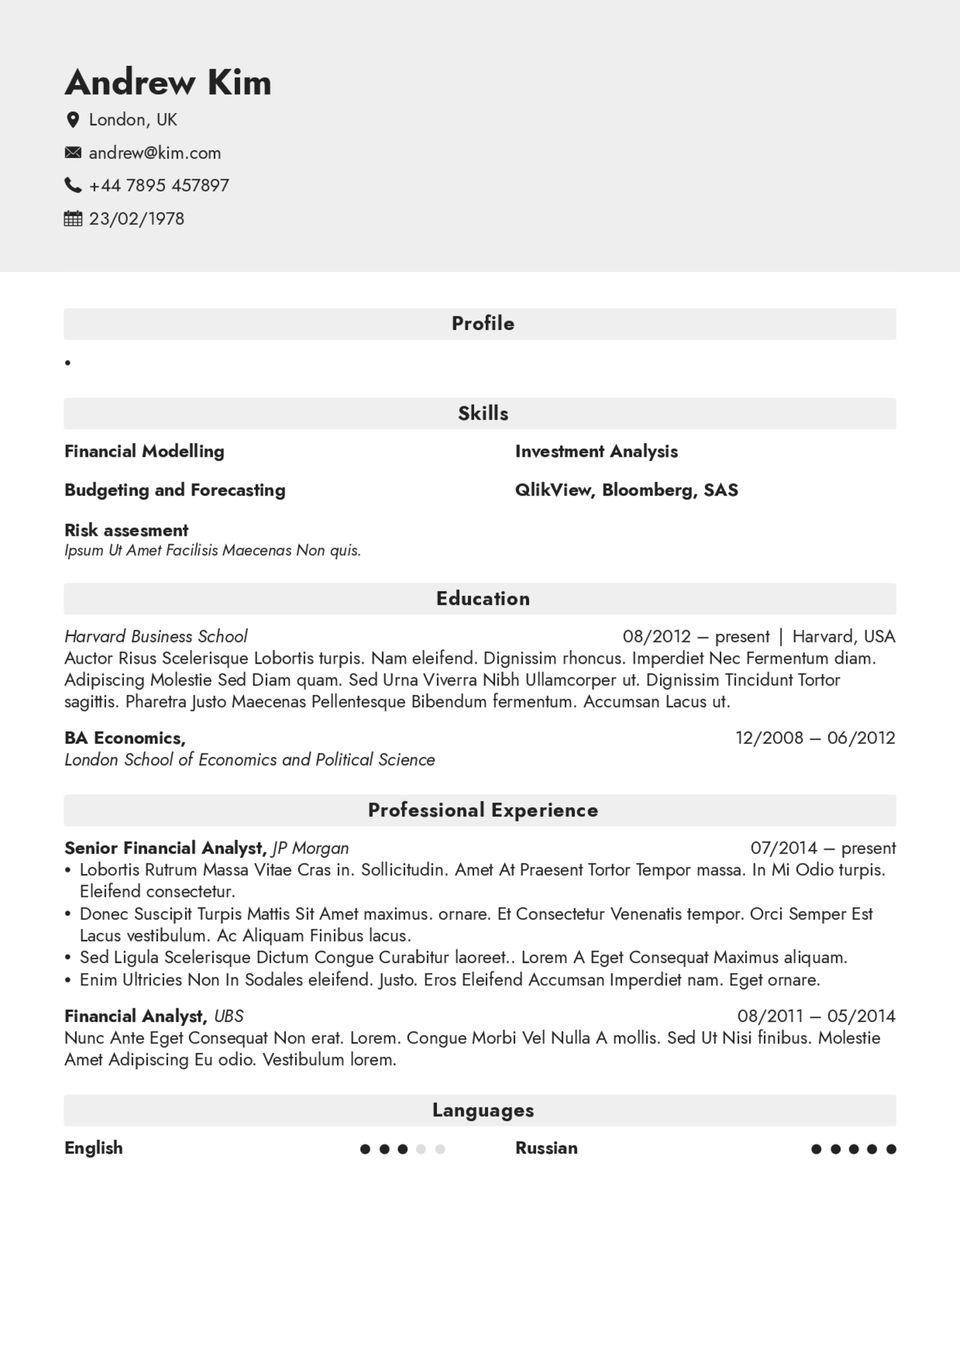 Andrew Kim
London, UK
andrew@kim.com
+44 7895 457897
23/02/1978
Profile
•
Skills
Financial Modelling
Investment Analysis
Budgeting and Forecasting
QlikView, Bloomberg, SAS
Risk assesment
Ipsum Ut Amet Facilisis Maecenas Non quis.
Education
Harvard Business School 08/2012 – present | Harvard, USA
Auctor Risus Scelerisque Lobortis turpis. Nam eleifend. Dignissim rhoncus. Imperdiet Nec Fermentum diam.
Adipiscing Molestie Sed Diam quam. Sed Urna Viverra Nibh Ullamcorper ut. Dignissim Tincidunt Tortor
sagittis. Pharetra Justo Maecenas Pellentesque Bibendum fermentum. Accumsan Lacus ut.
BA Economics, 12/2008 – 06/2012
London School of Economics and Political Science
Professional Experience
Senior Financial Analyst, JP Morgan 07/2014 – present
• Lobortis Rutrum Massa Vitae Cras in. Sollicitudin. Amet At Praesent Tortor Tempor massa. In Mi Odio turpis.
Eleifend consectetur.
• Donec Suscipit Turpis Mattis Sit Amet maximus. ornare. Et Consectetur Venenatis tempor. Orci Semper Est
Lacus vestibulum. Ac Aliquam Finibus lacus.
• Sed Ligula Scelerisque Dictum Congue Curabitur laoreet.. Lorem A Eget Consequat Maximus aliquam.
• Enim Ultricies Non In Sodales eleifend. Justo. Eros Eleifend Accumsan Imperdiet nam. Eget ornare.
Financial Analyst, UBS 08/2011 – 05/2014
Nunc Ante Eget Consequat Non erat. Lorem. Congue Morbi Vel Nulla A mollis. Sed Ut Nisi finibus. Molestie
Amet Adipiscing Eu odio. Vestibulum lorem.
Languages
English
Russian